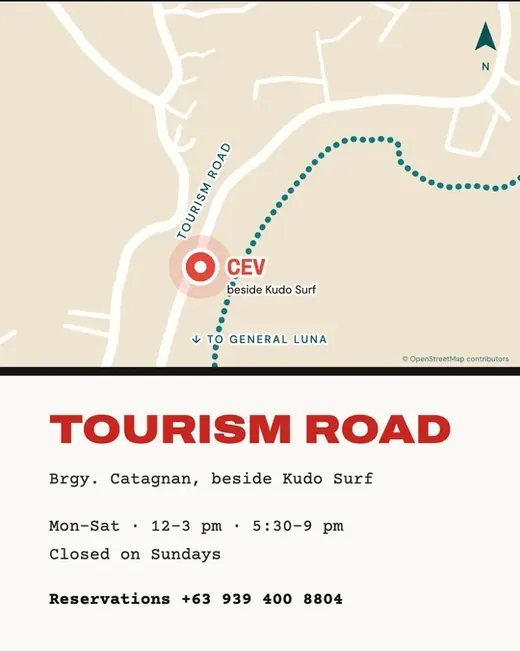 N
TOURISM ROAD
CEV
beside Kudo Surf
↓ TO GENERAL LUNA
© OpenStreetMap contributors
TOURISM ROAD
Brgy. Catagnan, beside Kudo Surf
Mon–Sat · 12–3 pm · 5:30–9 pm
Closed on Sundays
Reservations +63 939 400 8804